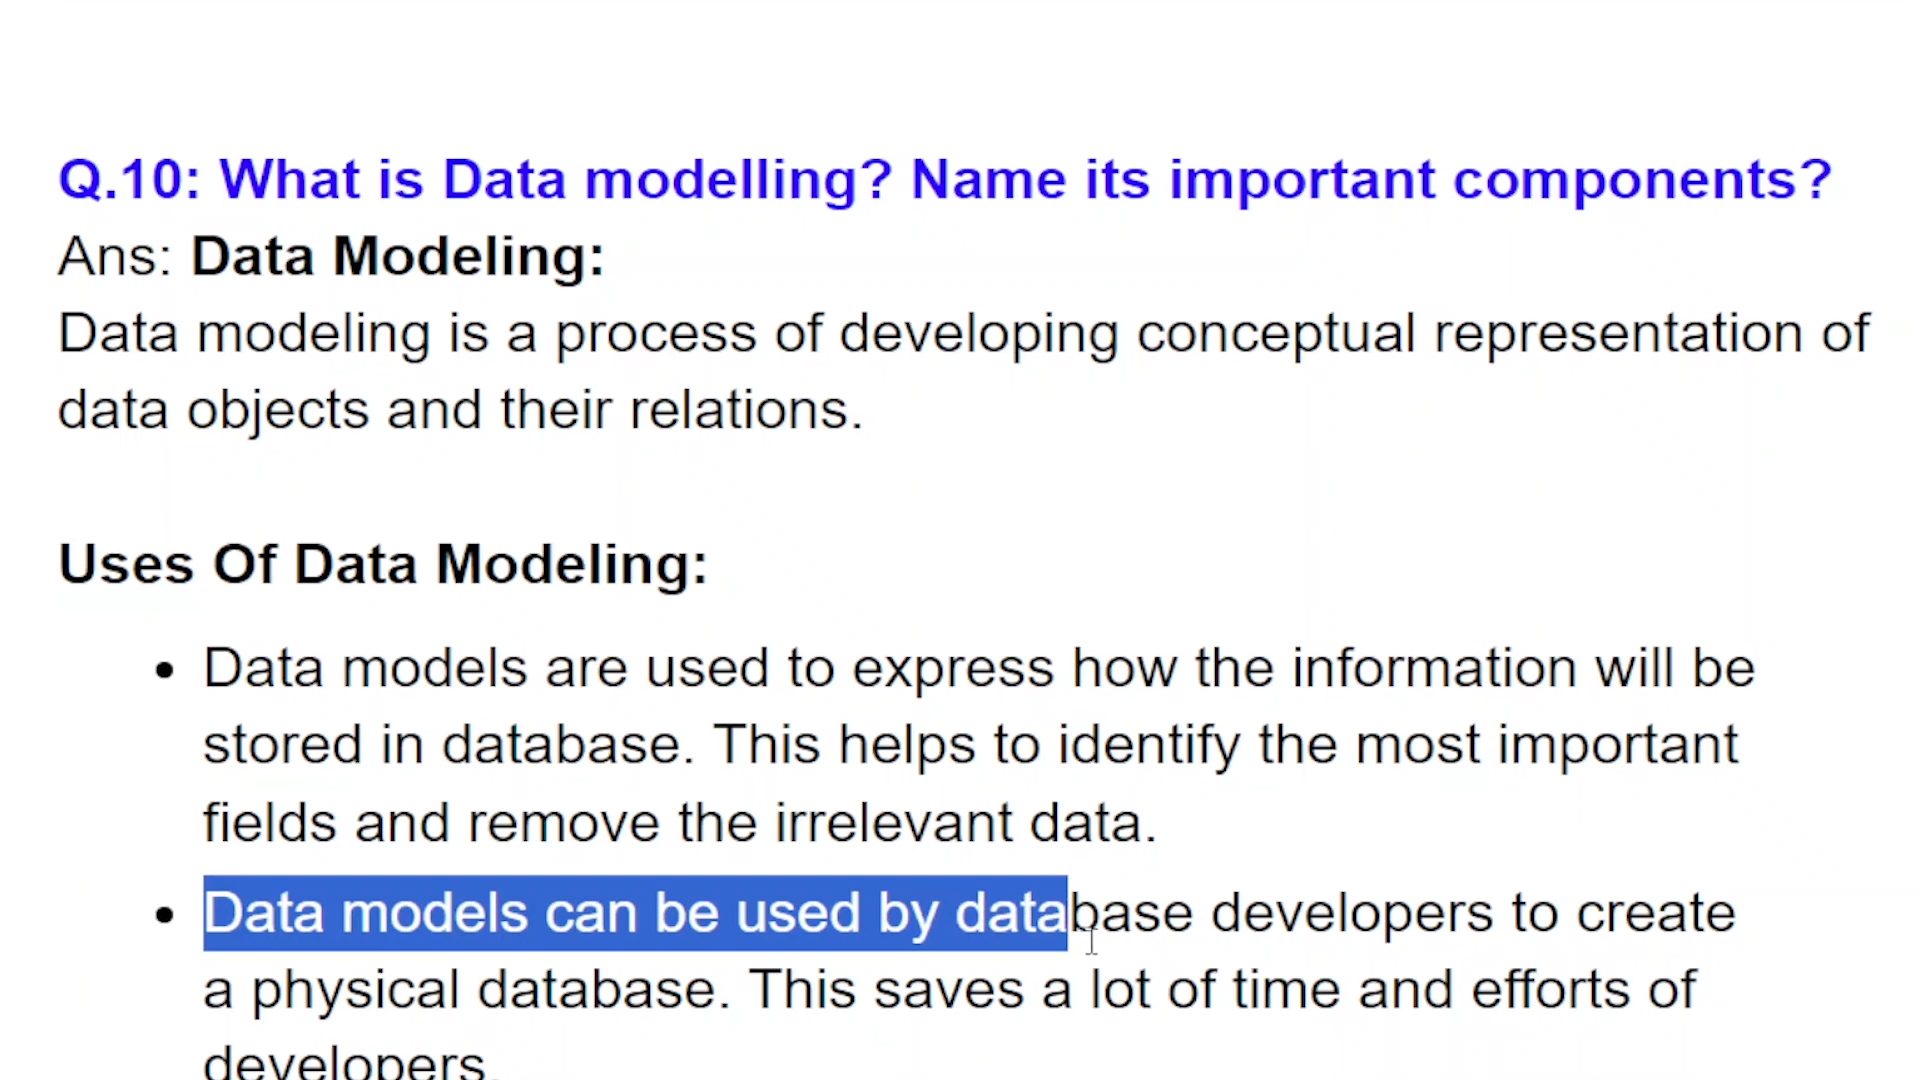 Q.10: What is Data modelling? Name its important components?
Ans: Data Modeling:
Data modeling is a process of developing conceptual representation of
data objects and their relations.
Uses Of Data Modeling:
• Data models are used to express how the information will be
stored in database. This helps to identify the most important
fields and remove the irrelevant data.
• Data models can be used by database developers to create
a physical database. This saves a lot of time and efforts of
developers.